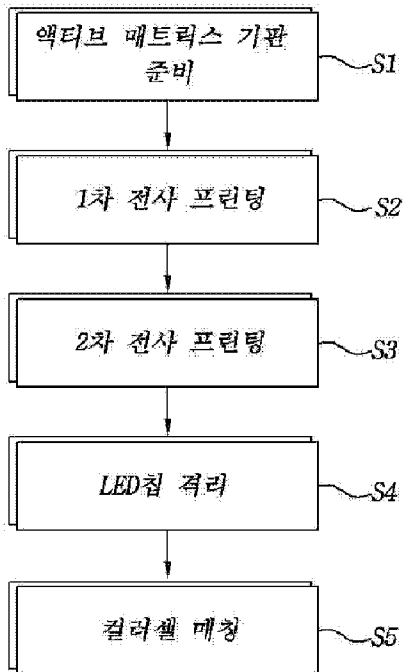 액티브 매트릭스 기판
준비
S1
1차 전사 프린팅
S2
2차 전사 프린팅
S3
LED칩 격리
S4
컬러셀 매칭
S5